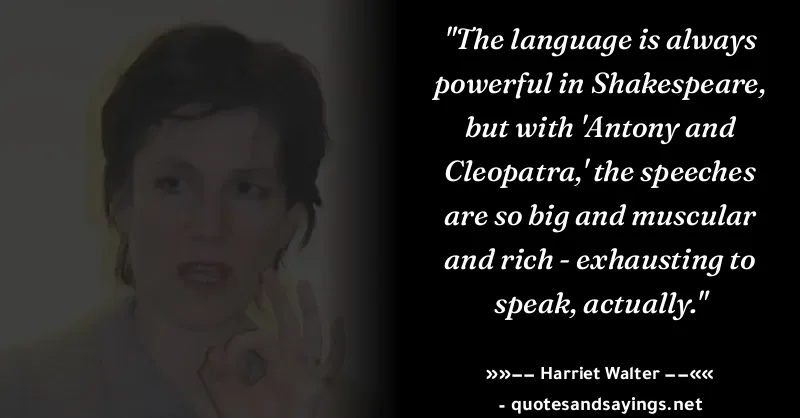 "The language is always
powerful in Shakespeare,
but with 'Antony and
Cleopatra,' the speeches
are so big and muscular
and rich - exhausting to
speak, actually."
»»–– Harriet Walter ––««
- quotesandsayings.net